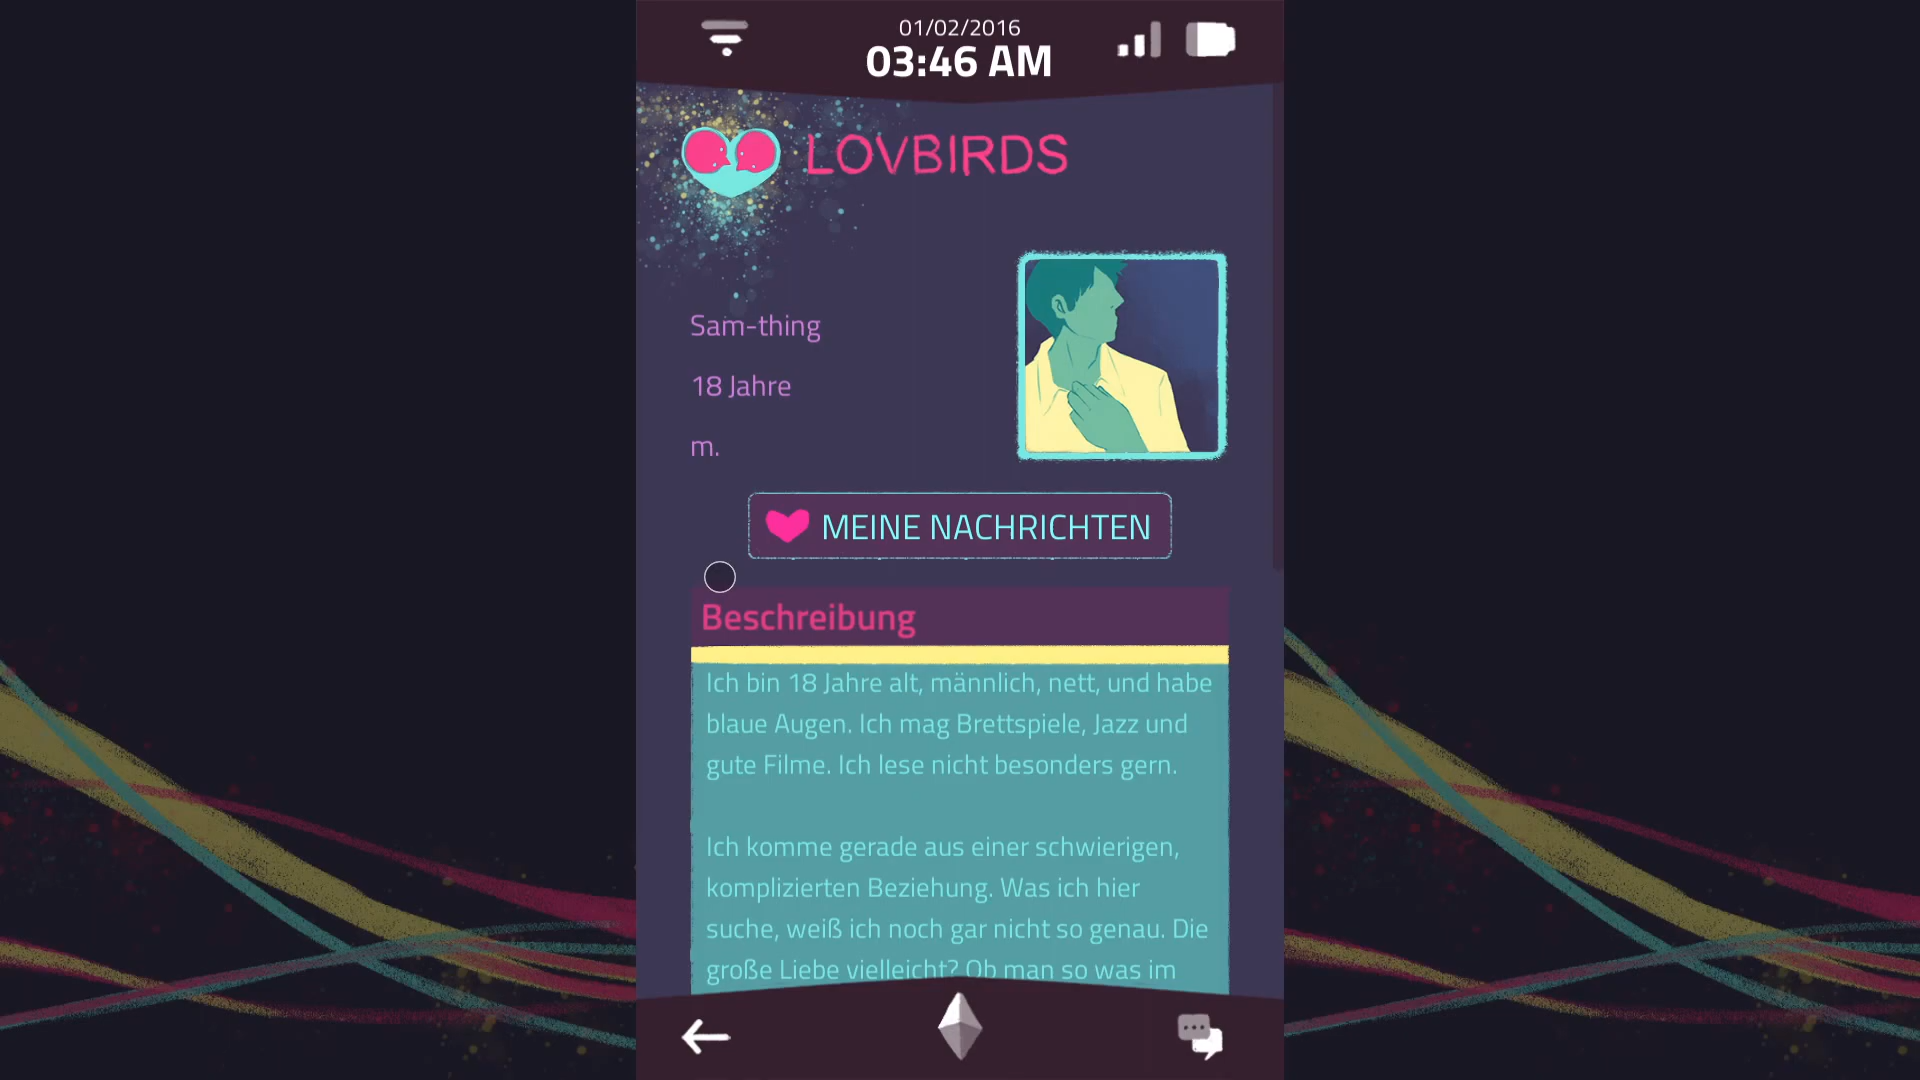 01/02/2016
03:46 AM
LOVBIRDS
Sam-thing
18 Jahre
m.
MEINE NACHRICHTEN
Beschreibung
Ich bin 18 Jahre alt, männlich, nett, und habe
blaue Augen. Ich mag Brettspiele, Jazz und
gute Filme. Ich lese nicht besonders gern.
Ich komme gerade aus einer schwierigen,
komplizierten Beziehung. Was ich hier
suche, weiß ich noch gar nicht so genau. Die
große Liebe vielleicht? Ob man so was im